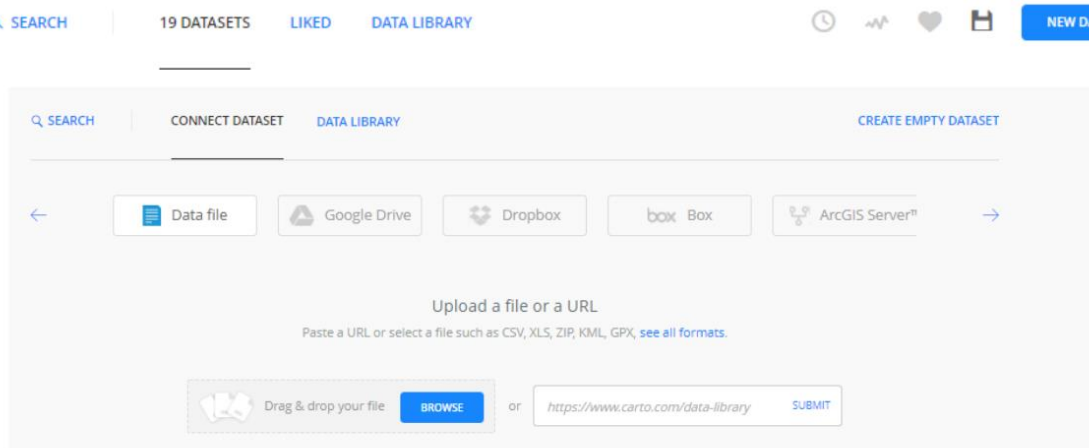 SEARCH 19 DATASETS LIKED DATA LIBRARY NEW DA
SEARCH CONNECT DATASET DATA LIBRARY CREATE EMPTY DATASET
Data file Google Drive Dropbox box Box ArcGIS Server™
Upload a file or a URL
Paste a URL or select a file such as CSV, XLS, ZIP, KML, GPX, see all formats.
Drag & drop your file BROWSE or https://www.carto.com/data-library SUBMIT